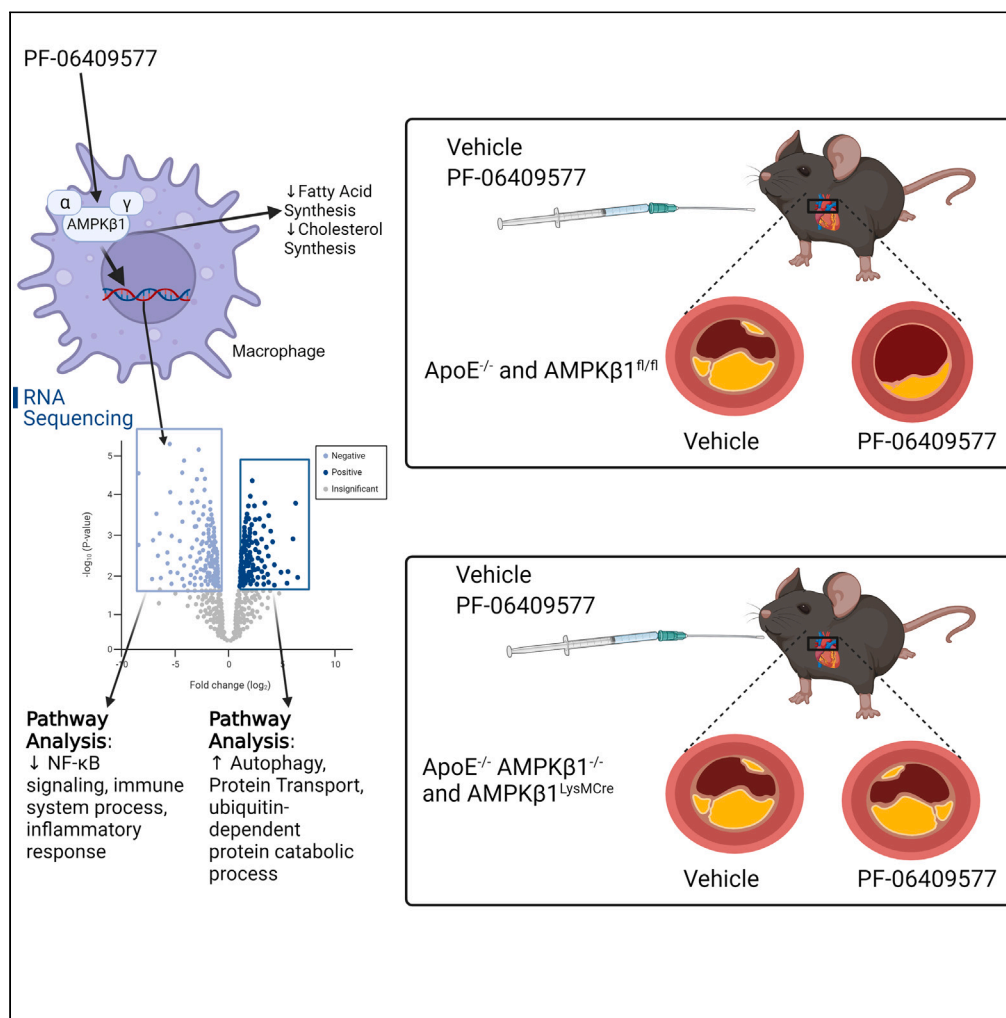 PF-06409577
α
γ
AMPKβ1
↓Fatty Acid
Synthesis
↓Cholesterol
Synthesis
Macrophage
RNA
Sequencing
Negative
Positive
Insignificant
-log₁₀ (P-value)
5
4
3
2
1
0
-10
-5
0
5
10
Fold change (log₂)
Pathway
Analysis:
↓ NF-κB
signaling, immune
system process,
inflammatory
response
Pathway
Analysis:
↑ Autophagy,
Protein Transport,
ubiquitin-
dependent
protein catabolic
process
Vehicle
PF-06409577
ApoE⁻/⁻ and AMPKβ1ᶠˡ/ᶠˡ
Vehicle
PF-06409577
Vehicle
PF-06409577
ApoE⁻/⁻ AMPKβ1⁻/⁻
and AMPKβ1ᴸʸˢᴹᶜʳᵉ
Vehicle
PF-06409577